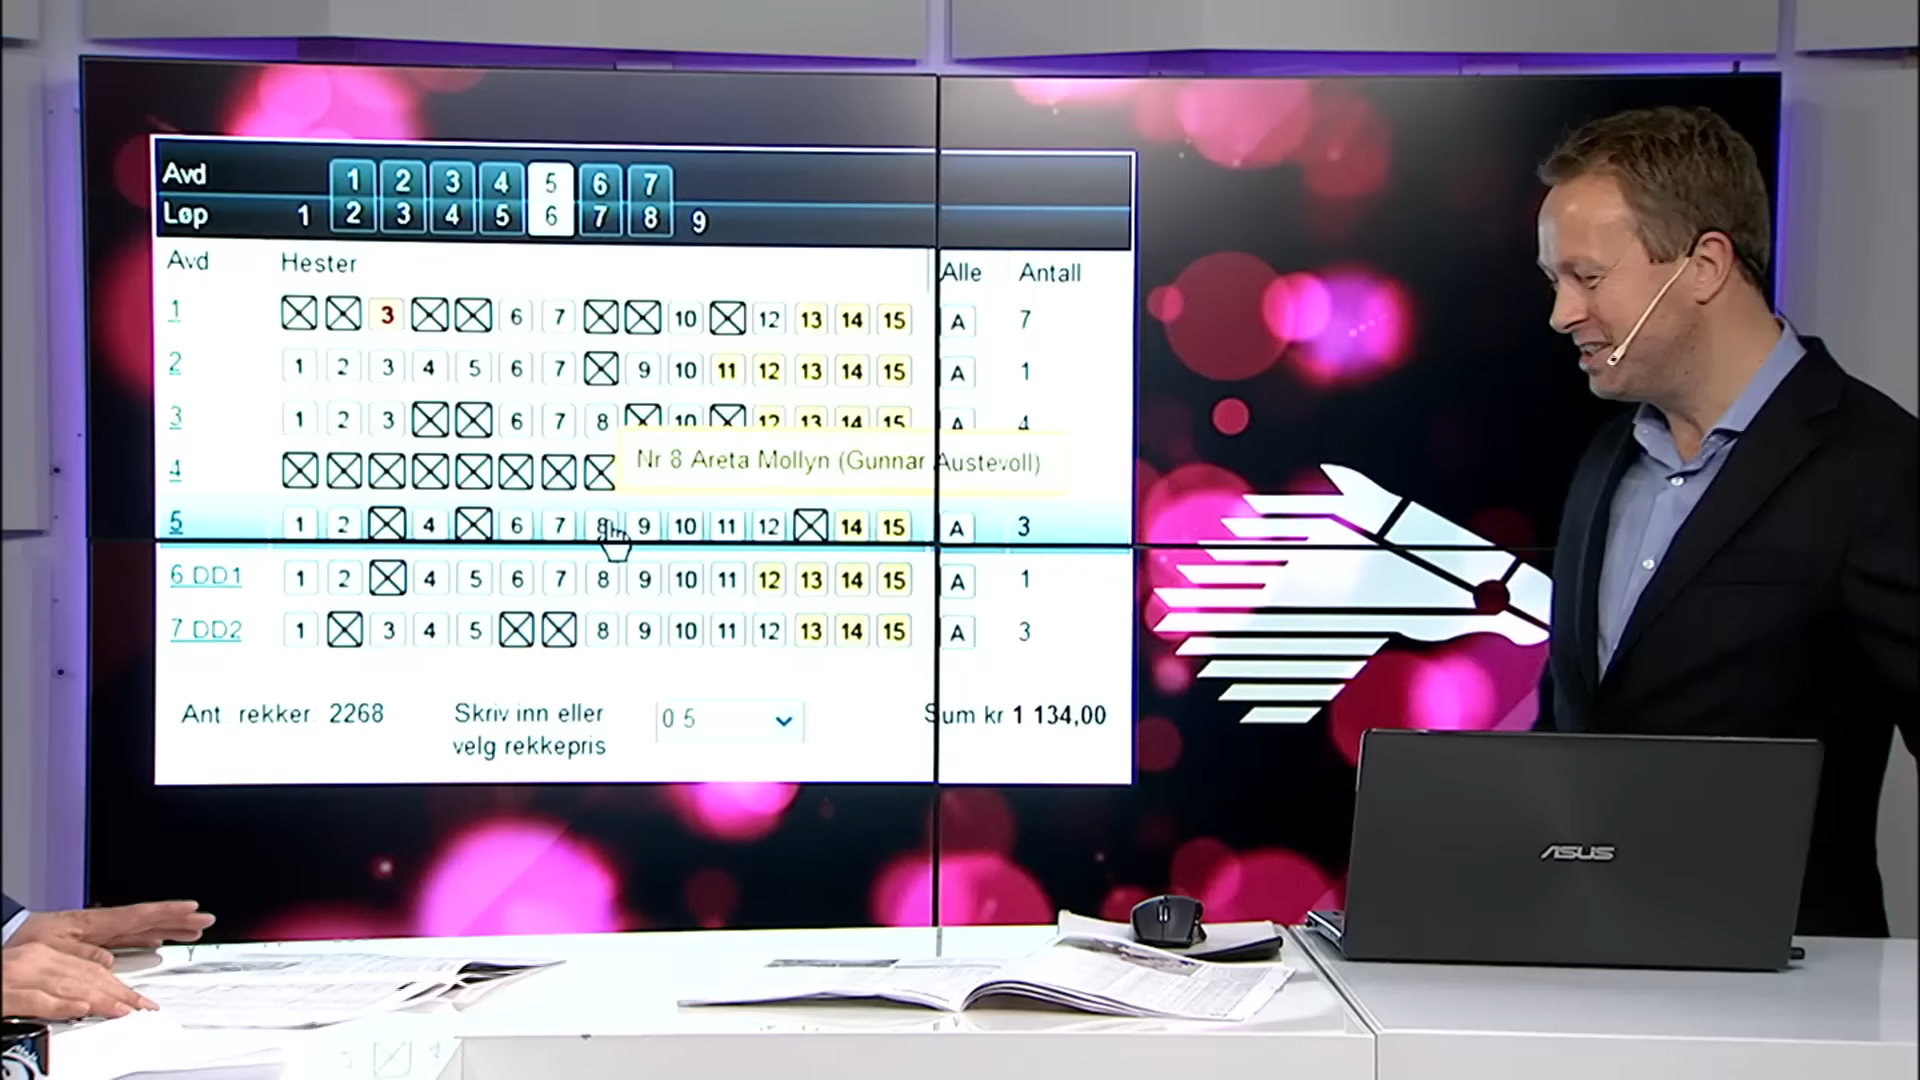 Avd 1 2 3 4 5 6 7
Løp 1 2 3 4 5 6 7 8 9
Avd Hester Alle Antall
1 3 6 7 10 12 13 14 15 A 7
2 1 2 3 4 5 6 7 9 10 11 12 13 14 15 A 1
3 1 2 3 6 7 8 10 12 13 14 15 A 4
4 Nr 8 Areta Mollyn (Gunnar Austevoll)
5 1 2 4 6 7 8 9 10 11 12 14 15 A 3
6 DD1 1 2 4 5 6 7 8 9 10 11 12 13 14 15 A 1
7 DD2 1 3 4 5 8 9 10 11 12 13 14 15 A 3
Ant rekker 2268 Skriv inn eller 0 5 Sum kr 1 134,00
velg rekkepris
ASUS